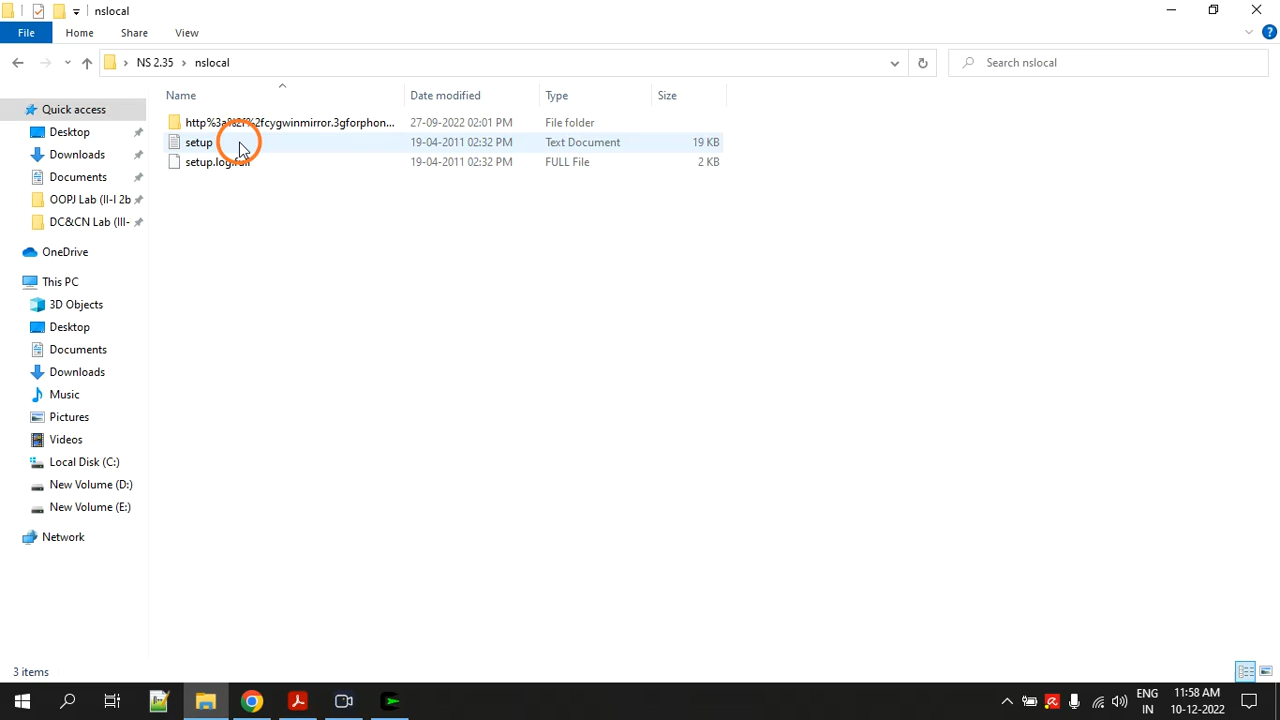 nslocal
File Home Share View
NS 2.35 nslocal Search nslocal
Name Date modified Type Size
http%3a%2f%2fcygwinmirror.3gforphon... 27-09-2022 02:01 PM File folder
setup 19-04-2011 02:32 PM Text Document 19 KB
setup.log.full 19-04-2011 02:32 PM FULL File 2 KB
Quick access
Desktop
Downloads
Documents
OOPJ Lab (II-I 2b
DC&CN Lab (III-
OneDrive
This PC
3D Objects
Desktop
Documents
Downloads
Music
Pictures
Videos
Local Disk (C:)
New Volume (D:)
New Volume (E:)
Network
3 items
ENG 11:58 AM
IN 10-12-2022